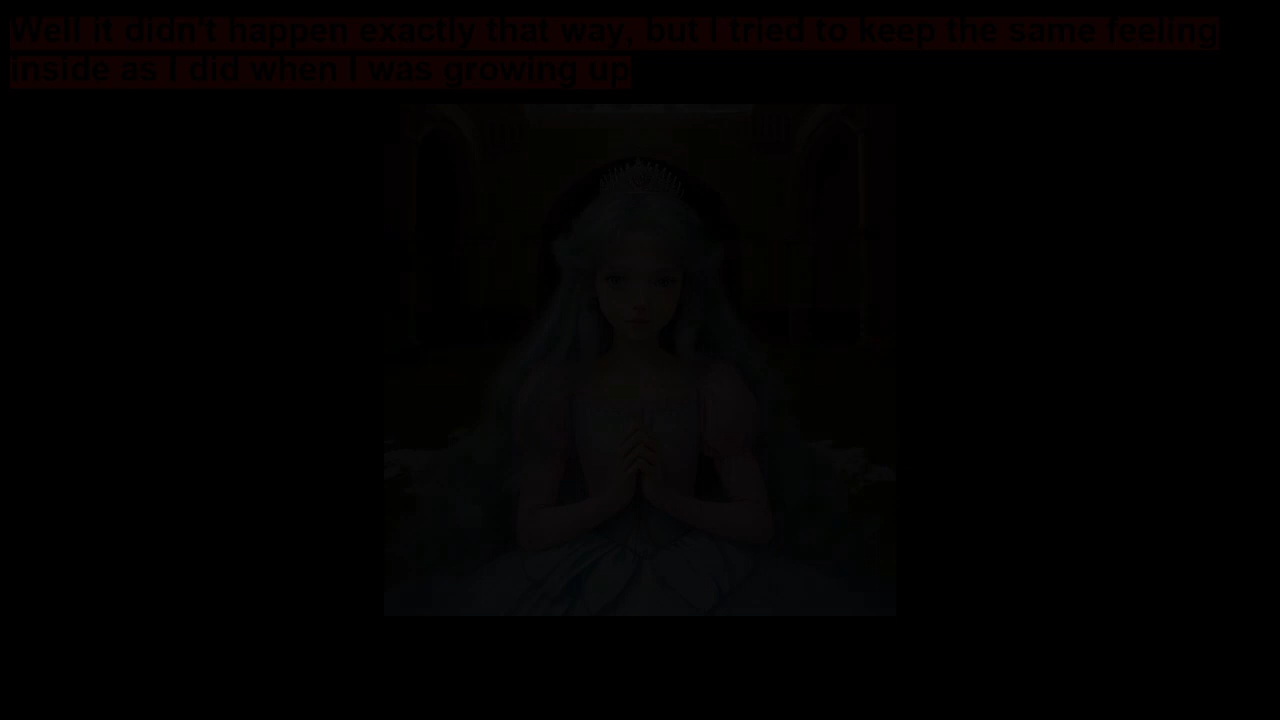 Well it didn't happen exactly that way, but I tried to keep the same feeling
inside as I did when I was growing up